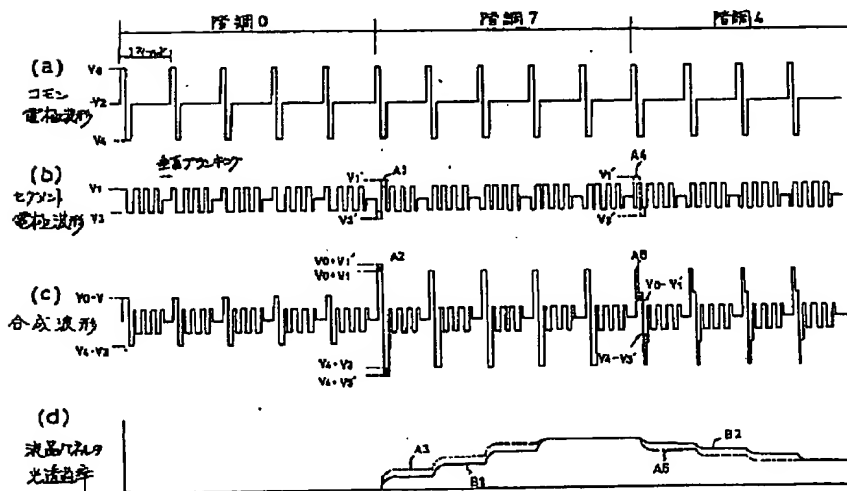 階調0 階調7 階調4
1フィールド
(a)
コモン
電極波形
V0
V2
V4
垂直ブランキング
(b)
セグメント
電極波形
V1
V3
V1'
A1
V3'
V1'
A4
V3'
(c)
合成波形
V0-V
V4-V3
V0+V1'
V0+V1
A2
V4+V3
V4+V3'
A5
V0-V1'
V4-V3'
(d)
液晶パネルの
光透過率
A3
B1
B2
A6